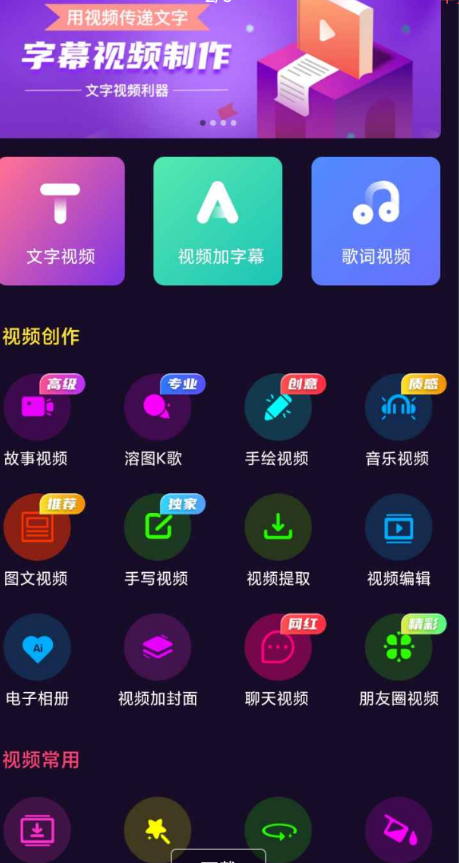 用视频传递文字
字幕视频制作
文字视频利器
文字视频
视频加字幕
歌词视频
视频创作
高级
专业
创意
质感
故事视频
溶图K歌
手绘视频
音乐视频
推荐
独家
图文视频
手写视频
视频提取
视频编辑
Ai
网红
精彩
电子相册
视频加封面
聊天视频
朋友圈视频
视频常用